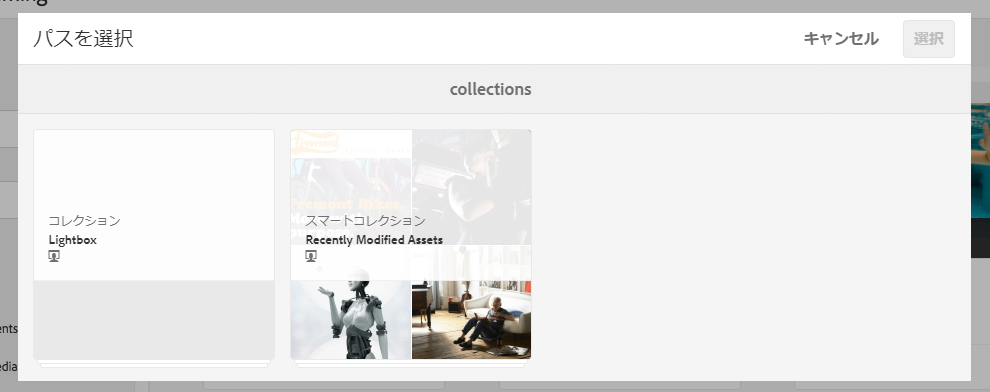 パスを選択
キャンセル
選択
collections
コレクション
Lightbox
スマートコレクション
Recently Modified Assets